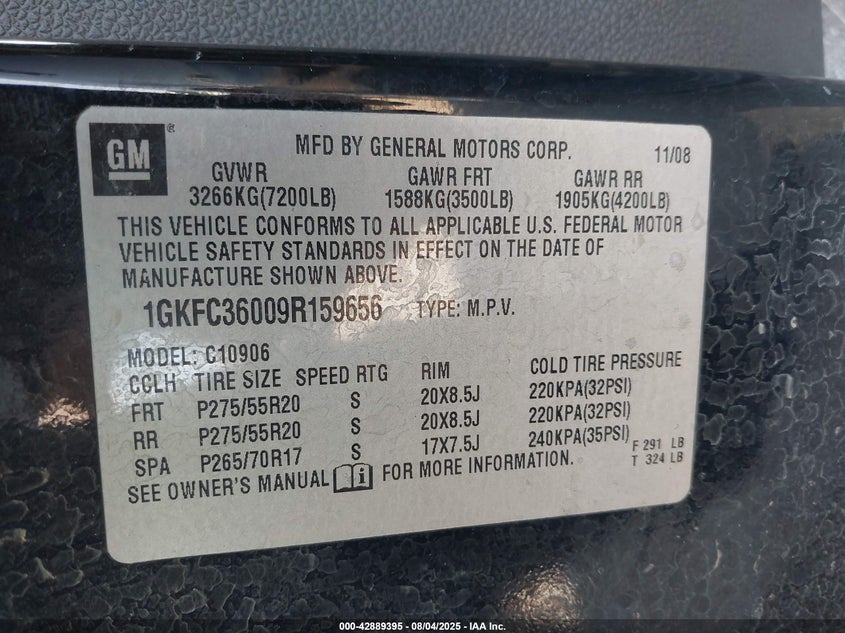 GM ®
MFD BY GENERAL MOTORS CORP. 11/08
GVWR GAWR FRT GAWR RR
3266KG(7200LB) 1588KG(3500LB) 1905KG(4200LB)
THIS VEHICLE CONFORMS TO ALL APPLICABLE U.S. FEDERAL MOTOR
VEHICLE SAFETY STANDARDS IN EFFECT ON THE DATE OF
MANUFACTURE SHOWN ABOVE.
1GKFC36009R159656 TYPE: M.P.V.
MODEL: C10906
CCLH TIRE SIZE SPEED RTG RIM COLD TIRE PRESSURE
FRT P275/55R20 S 20X8.5J 220KPA(32PSI)
RR P275/55R20 S 20X8.5J 220KPA(32PSI)
SPA P265/70R17 S 17X7.5J 240KPA(35PSI) F 291 LB
SEE OWNER'S MANUAL i FOR MORE INFORMATION. T 324 LB
000-42889395 - 08/04/2025 - IAA Inc.